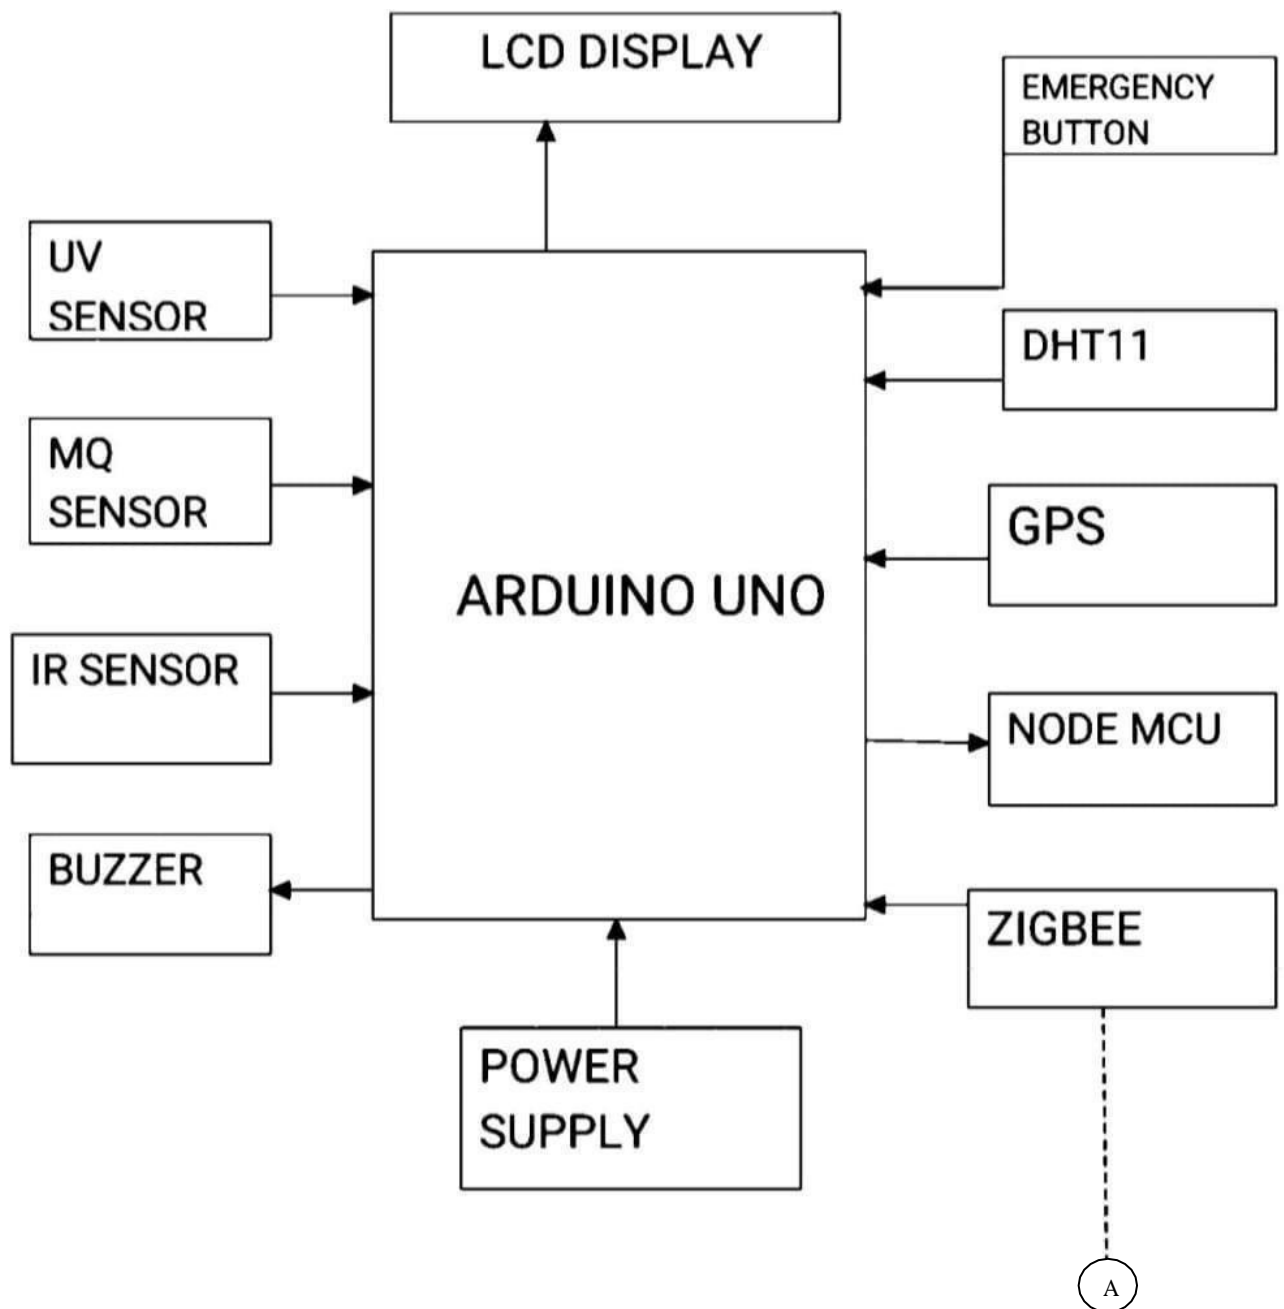 LCD DISPLAY
EMERGENCY
BUTTON
UV
SENSOR
DHT11
MQ
SENSOR
GPS
ARDUINO UNO
IR SENSOR
NODE MCU
BUZZER
ZIGBEE
POWER
SUPPLY
A